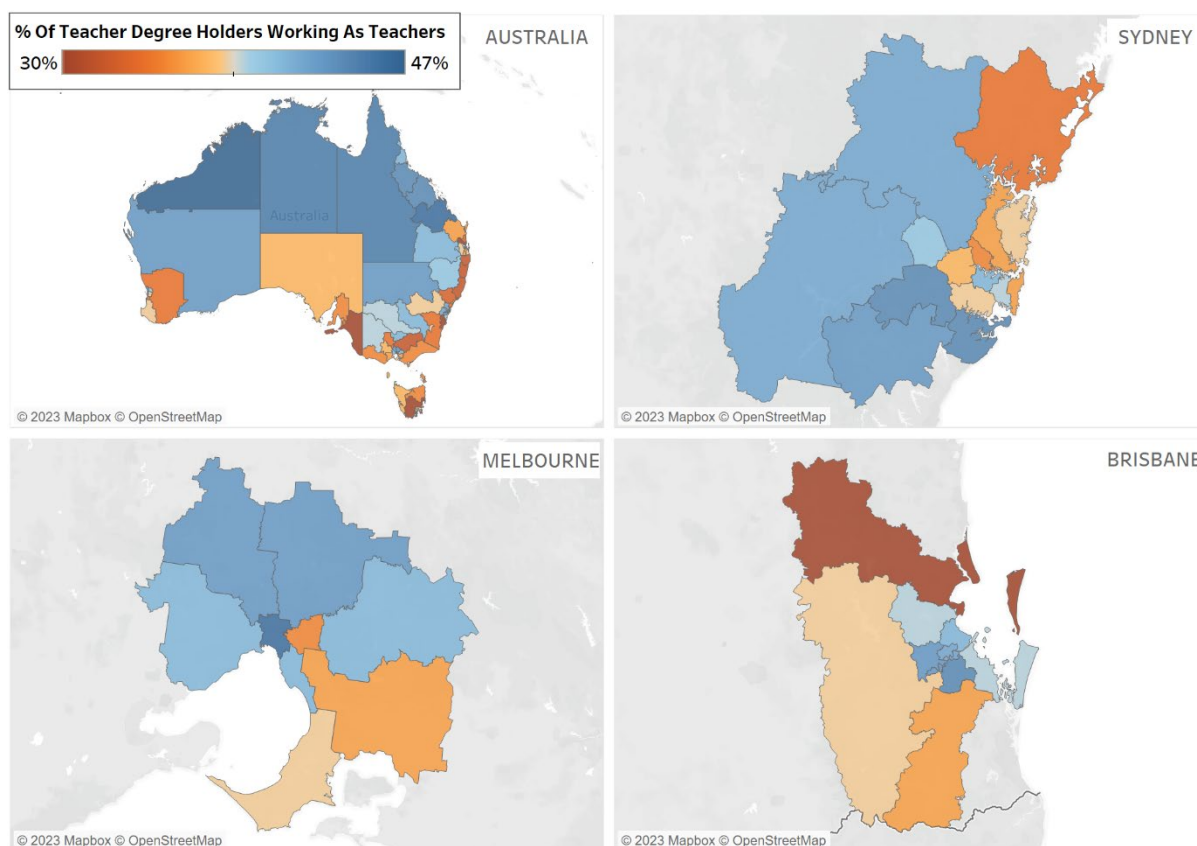 % Of Teacher Degree Holders Working As Teachers
30% 47%
AUSTRALIA
Australia
© 2023 Mapbox © OpenStreetMap
SYDNEY
© 2023 Mapbox © OpenStreetMap
MELBOURNE
© 2023 Mapbox © OpenStreetMap
BRISBANE
© 2023 Mapbox © OpenStreetMap